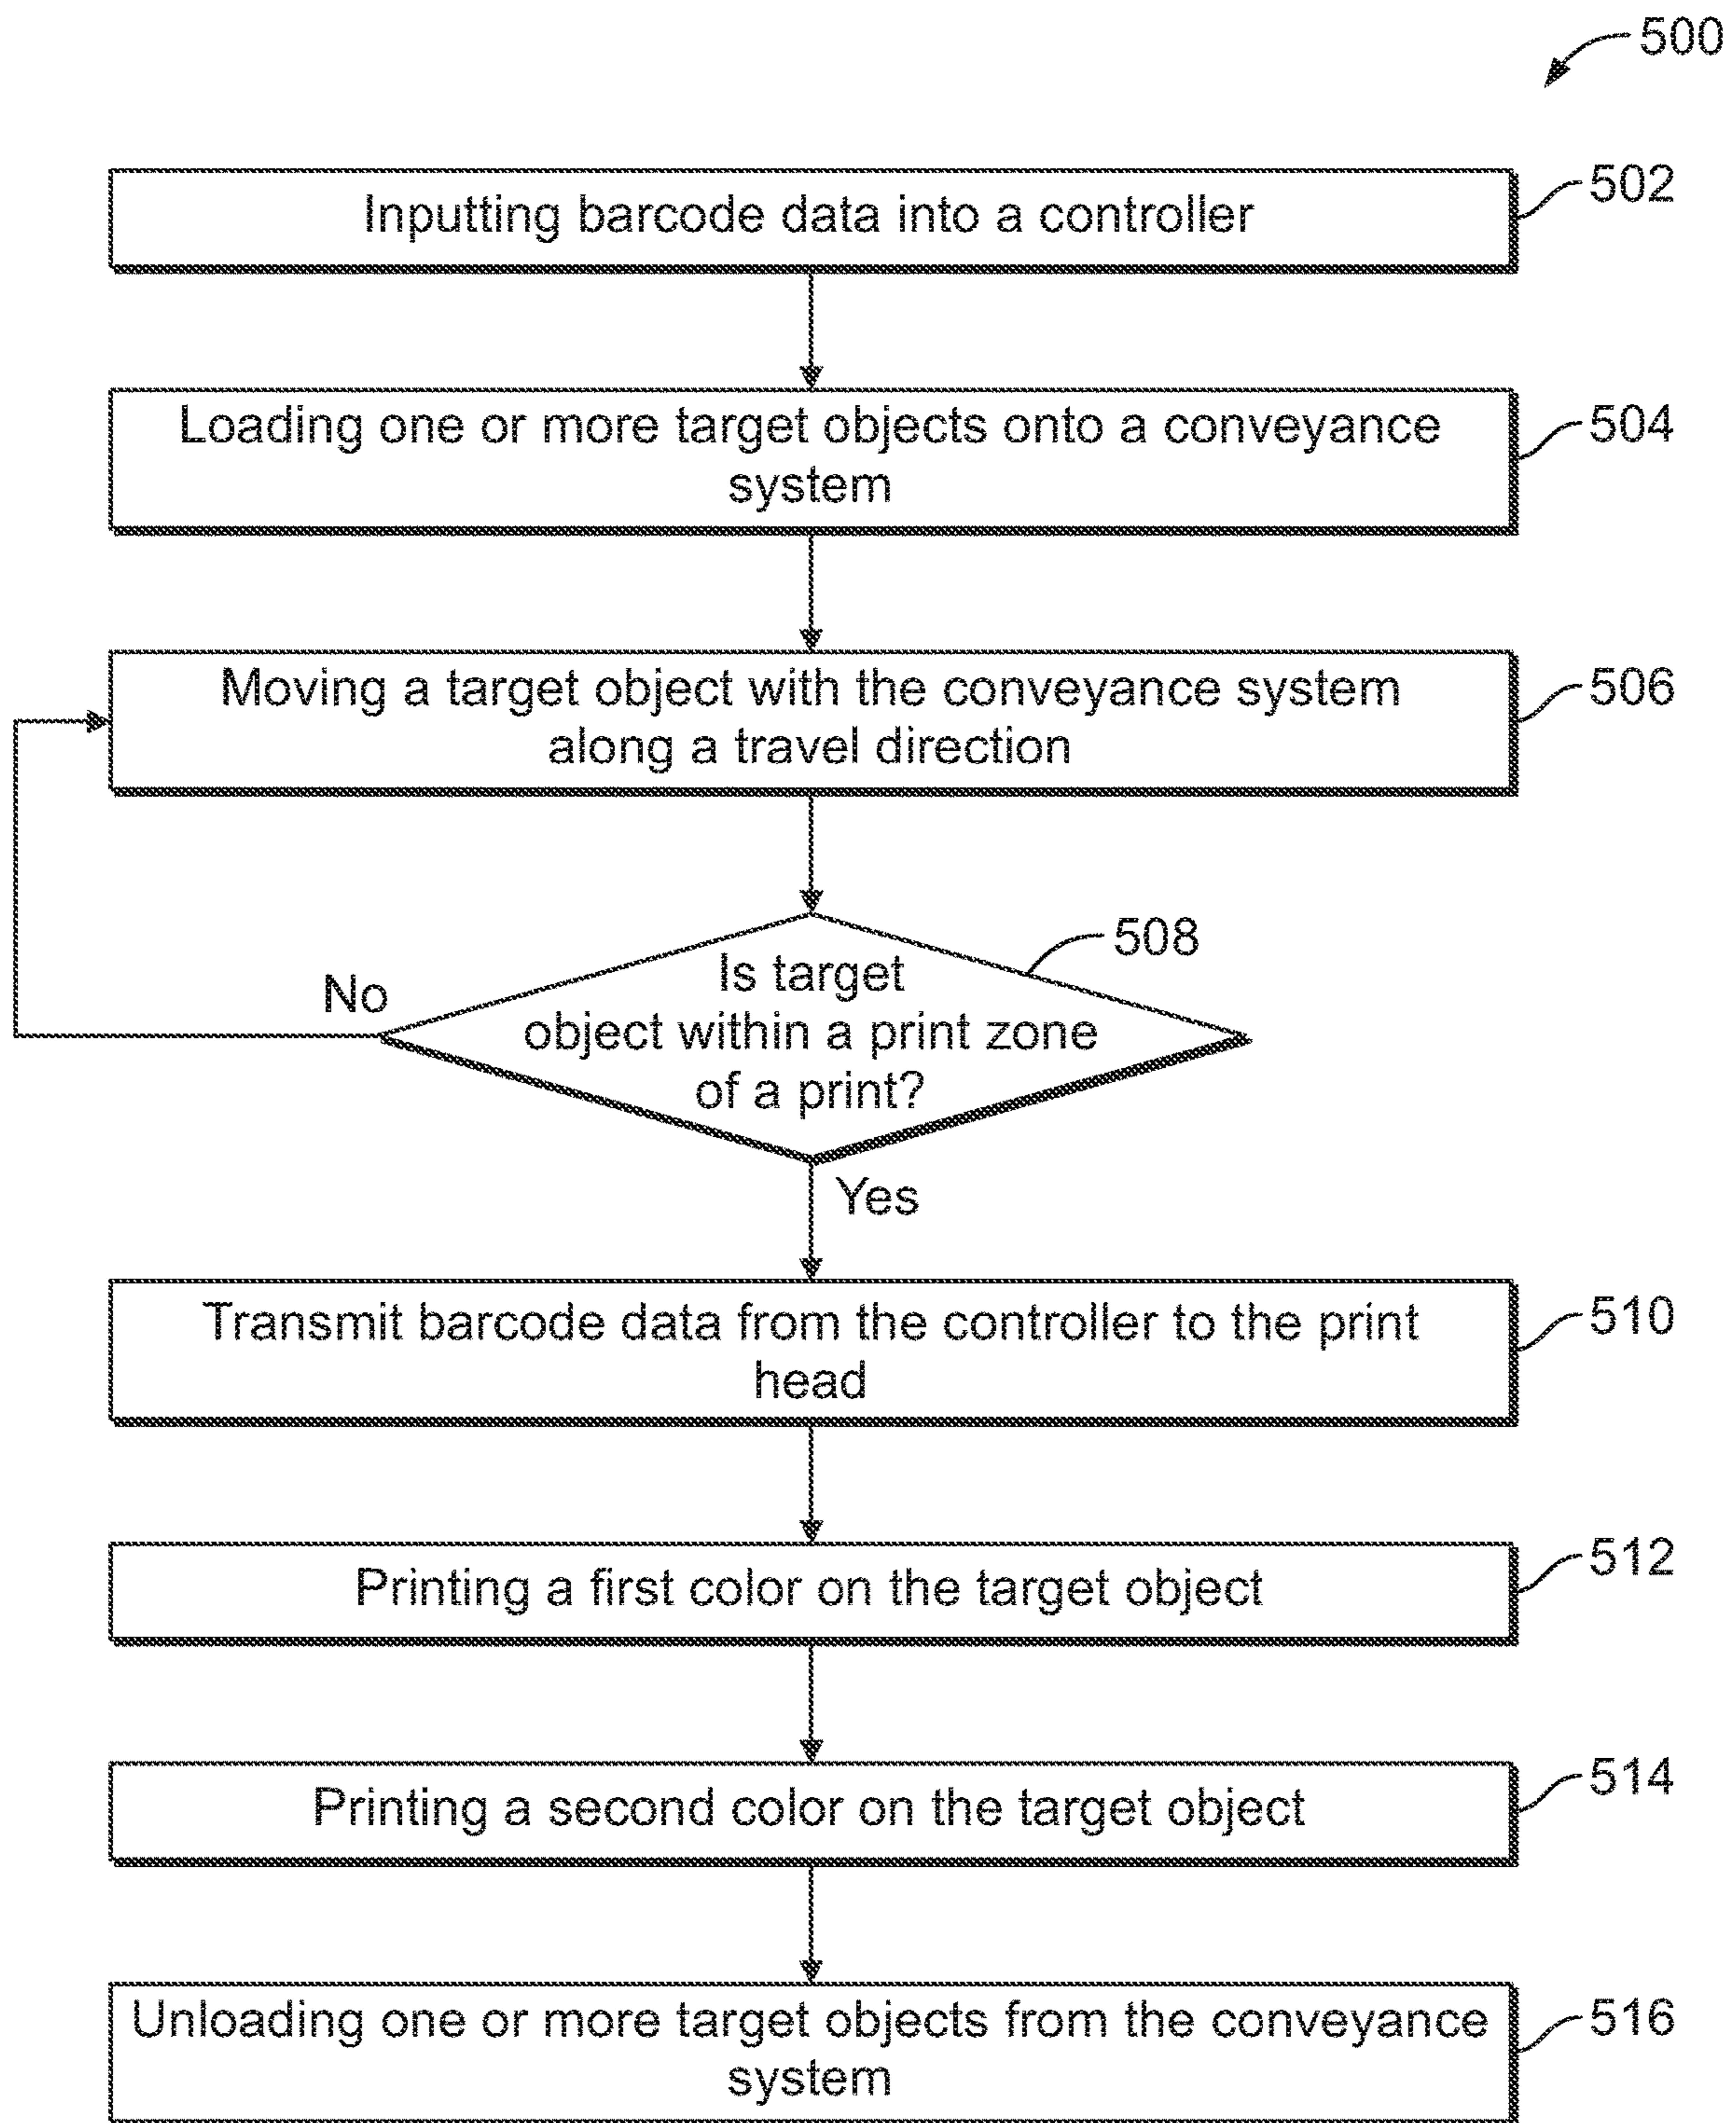 500
Inputting barcode data into a controller
502
Loading one or more target objects onto a conveyance
system
504
Moving a target object with the conveyance system
along a travel direction
506
508
No
Is target
object within a print zone
of a print?
Yes
Transmit barcode data from the controller to the print
head
510
Printing a first color on the target object
512
Printing a second color on the target object
514
Unloading one or more target objects from the conveyance
system
516